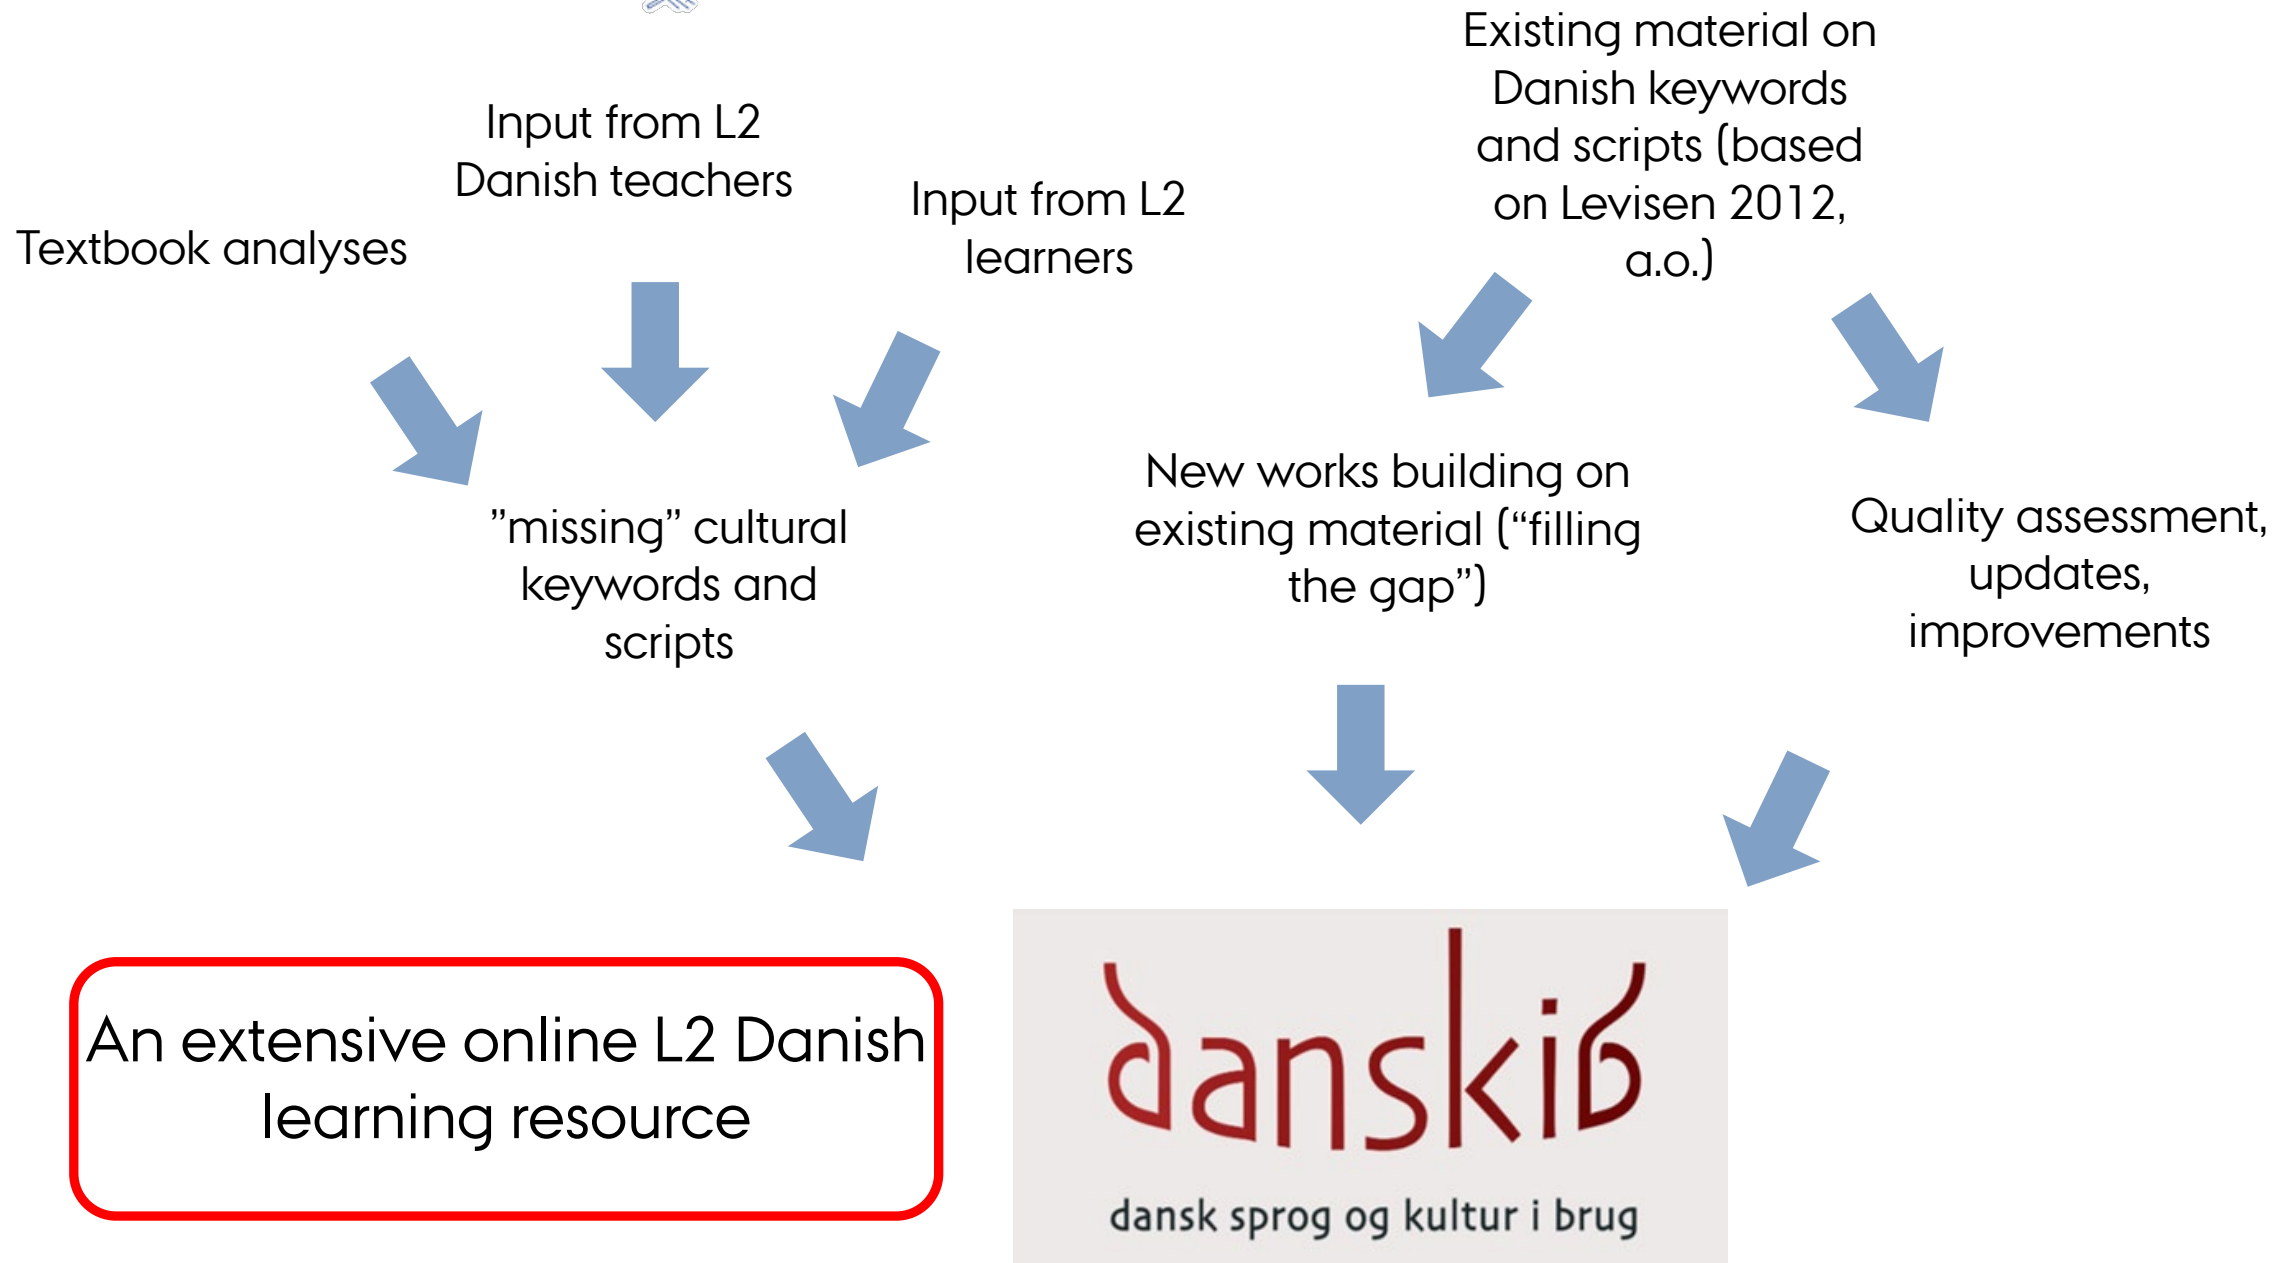 Existing material on
Danish keywords
and scripts (based
on Levisen 2012,
a.o.)
Input from L2
Danish teachers
Input from L2
learners
Textbook analyses
New works building on
existing material (“filling
the gap”)
Quality assessment,
updates,
improvements
”missing” cultural
keywords and
scripts
An extensive online L2 Danish
learning resource
danskib
dansk sprog og kultur i brug